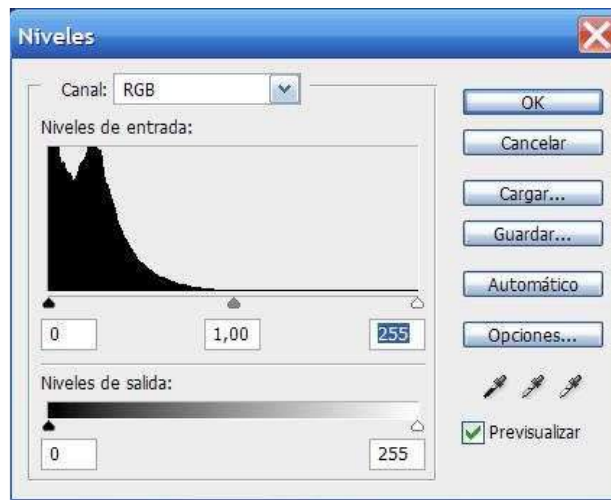 Niveles
Canal: RGB
Niveles de entrada:
0 1,00 255
Niveles de salida:
0 255
OK
Cancelar
Cargar...
Guardar...
Automático
Opciones...
Previsualizar